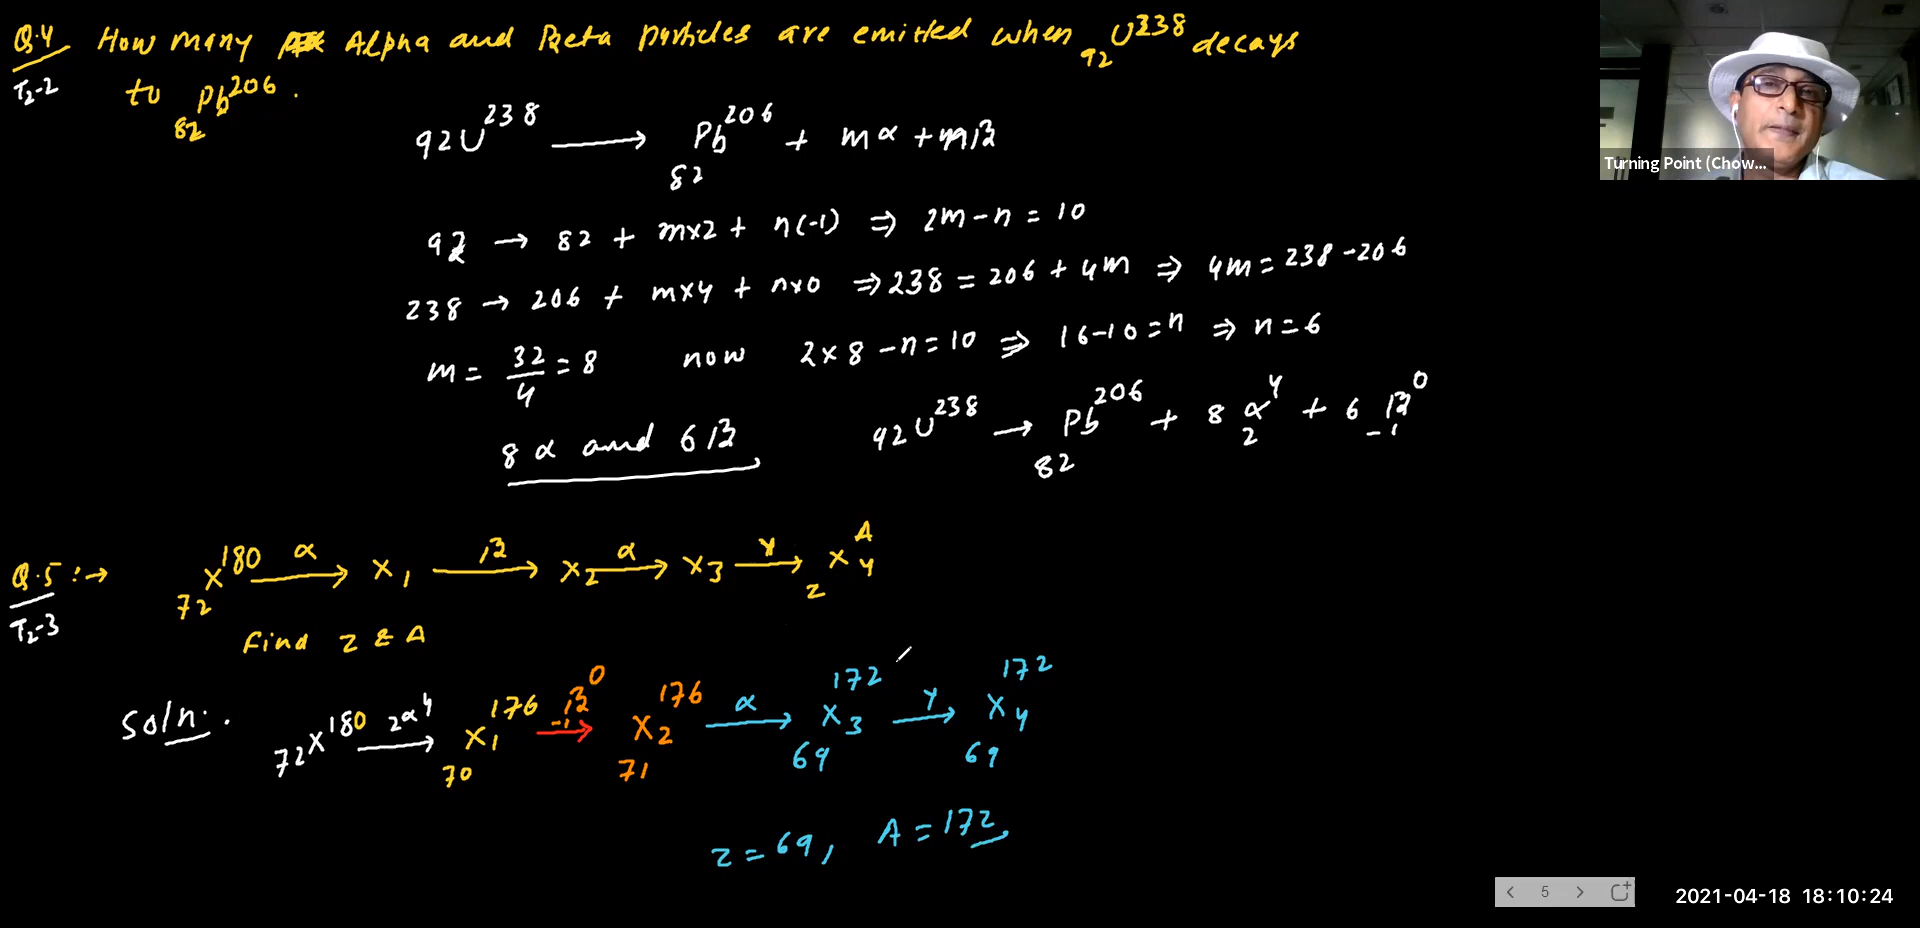 Q.4 How many Alpha and Beta particles are emitted when ₉₂U²³⁸ decays
T₂-2 to ₈₂Pb²⁰⁶.
₉₂U²³⁸ → ₈₂Pb²⁰⁶ + mα + nβ
92 → 82 + m×2 + n(-1) ⇒ 2m-n = 10
238 → 206 + m×4 + n×0 ⇒ 238 = 206 + 4m ⇒ 4m = 238-206
m = 32/4 = 8 now 2×8-n=10 ⇒ 16-10=n ⇒ n=6
8α and 6β ₉₂U²³⁸ → ₈₂Pb²⁰⁶ + 8 ₂α⁴ + 6 ₋₁β⁰
Q.5:→ ₇₂X¹⁸⁰ —α→ X₁ —β→ X₂ —α→ X₃ —γ→ zX₄ᴬ
T₂-3
Find Z & A
Soln:. ₇₂X¹⁸⁰ —₂α⁴→ ₇₀X₁¹⁷⁶ —₋₁β⁰→ ₇₁X₂¹⁷⁶ —α→ ₆₉X₃¹⁷² —γ→ ₆₉X₄¹⁷²
Z = 69, A = 172
Turning Point (Chow...
< 5 >
2021-04-18 18:10:24